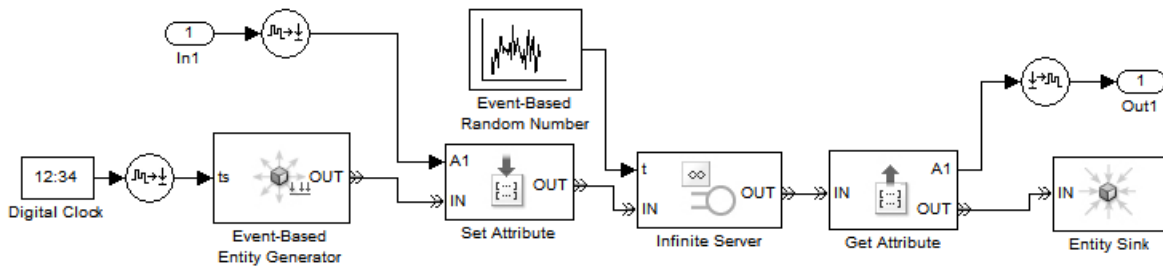 1
In1
Event-Based
Random Number
1
Out1
12:34
Digital Clock
ts
OUT
Event-Based
Entity Generator
A1
IN
[...]
OUT
Set Attribute
t
IN
∞
OUT
Infinite Server
IN
[...]
A1
OUT
Get Attribute
IN
Entity Sink